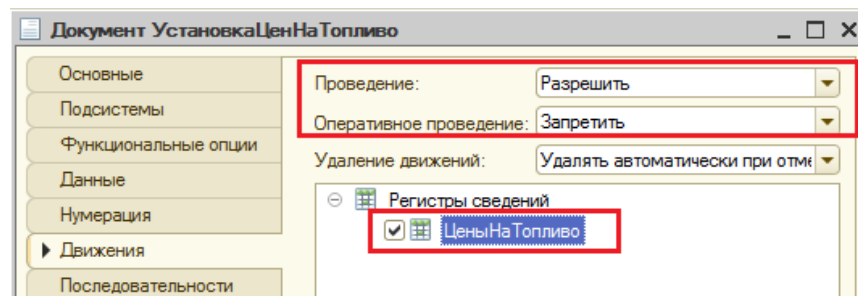 Документ УстановкаЦенНаТопливо
Основные
Подсистемы
Функциональные опции
Данные
Нумерация
Движения
Последовательности
Проведение: Разрешить
Оперативное проведение: Запретить
Удаление движений: Удалять автоматически при отме
Регистры сведений
ЦеныНаТопливо